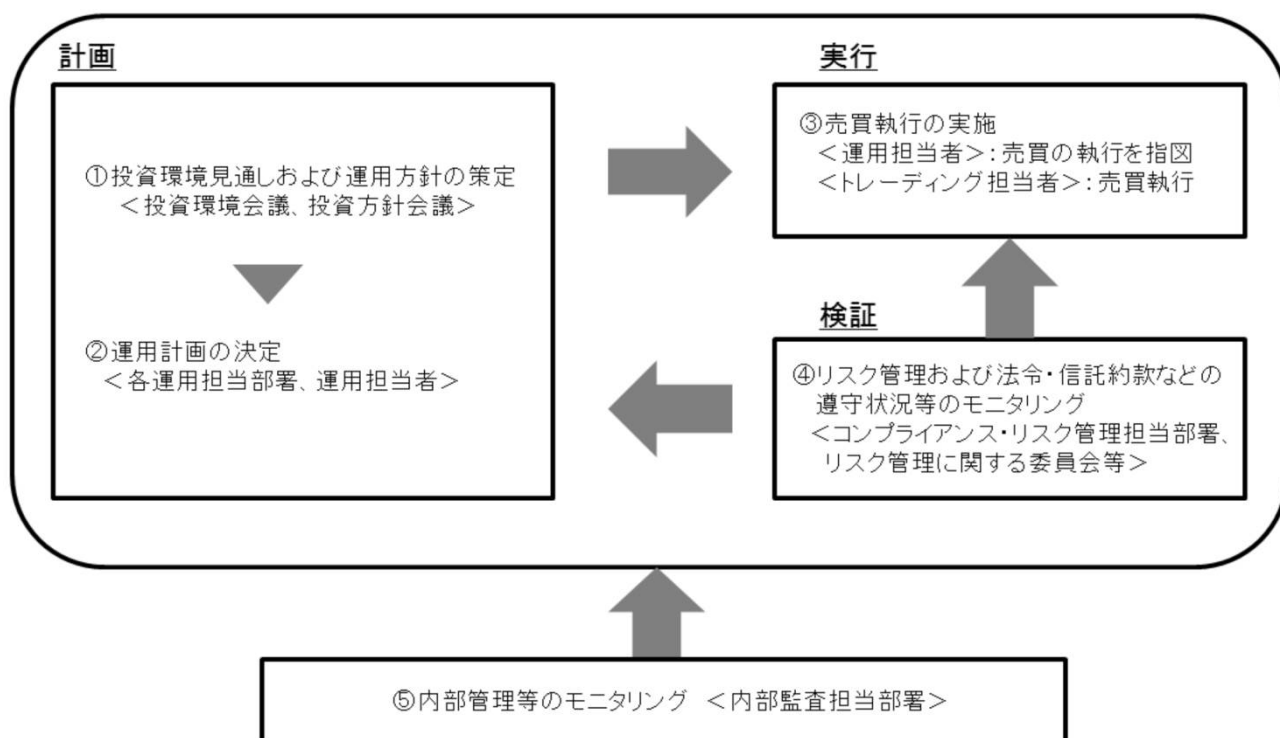 計画
①投資環境見通しおよび運用方針の策定
＜投資環境会議、投資方針会議＞
②運用計画の決定
＜各運用担当部署、運用担当者＞
実行
③売買執行の実施
＜運用担当者＞：売買の執行を指図
＜トレーディング担当者＞：売買執行
検証
④リスク管理および法令・信託約款などの
遵守状況等のモニタリング
＜コンプライアンス・リスク管理担当部署、
リスク管理に関する委員会等＞
⑤内部管理等のモニタリング ＜内部監査担当部署＞